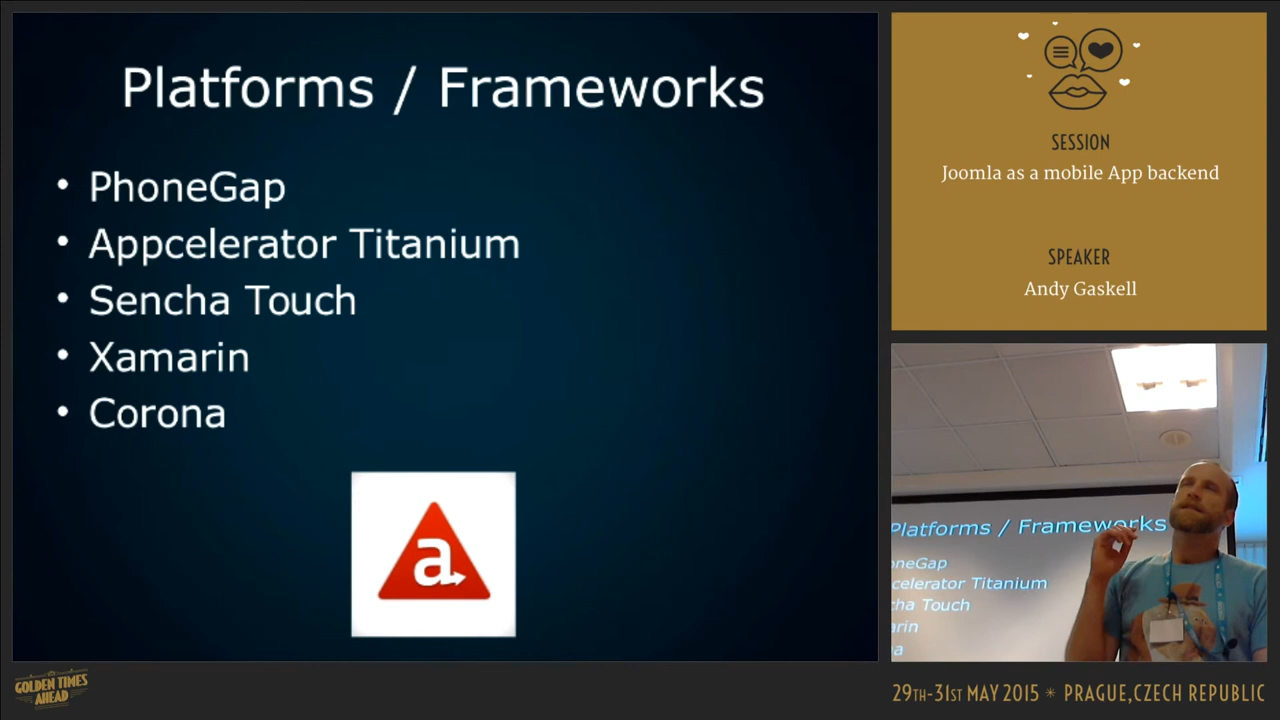 Platforms / Frameworks
• PhoneGap
• Appcelerator Titanium
• Sencha Touch
• Xamarin
• Corona
a
SESSION
Joomla as a mobile App backend
SPEAKER
Andy Gaskell
Platforms / Frameworks
oneGap
celerator Titanium
cha Touch
arin
a
GOLDEN TIMES
AHEAD
29TH-31ST MAY 2015 * PRAGUE, CZECH REPUBLIC